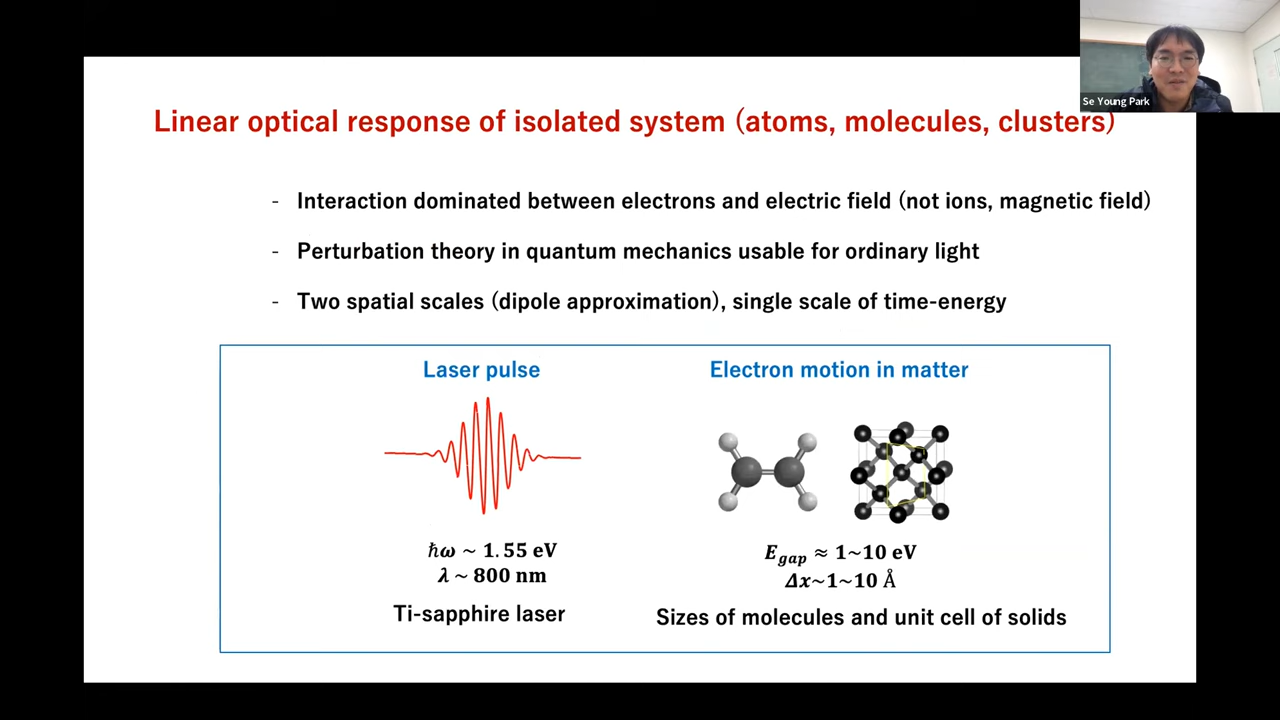 Se Young Park
Linear optical response of isolated system (atoms, molecules, clusters)
- Interaction dominated between electrons and electric field (not ions, magnetic field)
- Perturbation theory in quantum mechanics usable for ordinary light
- Two spatial scales (dipole approximation), single scale of time-energy
Laser pulse
ħω ~ 1.55 eV
λ ~ 800 nm
Ti-sapphire laser
Electron motion in matter
E_gap ≈ 1~10 eV
Δx~1~10 Å
Sizes of molecules and unit cell of solids